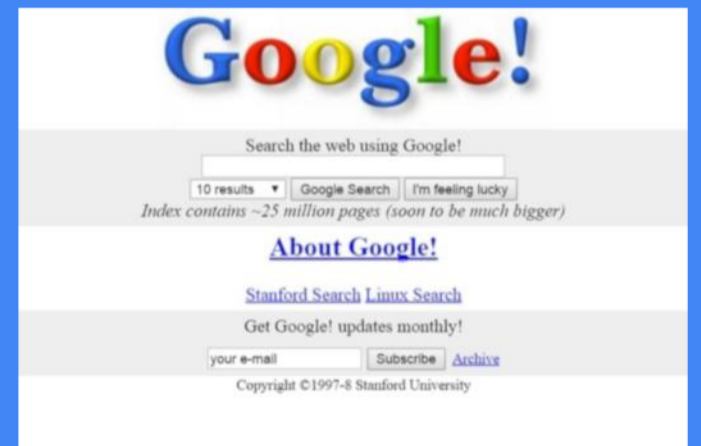 Google!
Search the web using Google!
10 results ▼ Google Search I'm feeling lucky
Index contains ~25 million pages (soon to be much bigger)
About Google!
Stanford Search Linux Search
Get Google! updates monthly!
your e-mail Subscribe Archive
Copyright ©1997-8 Stanford University